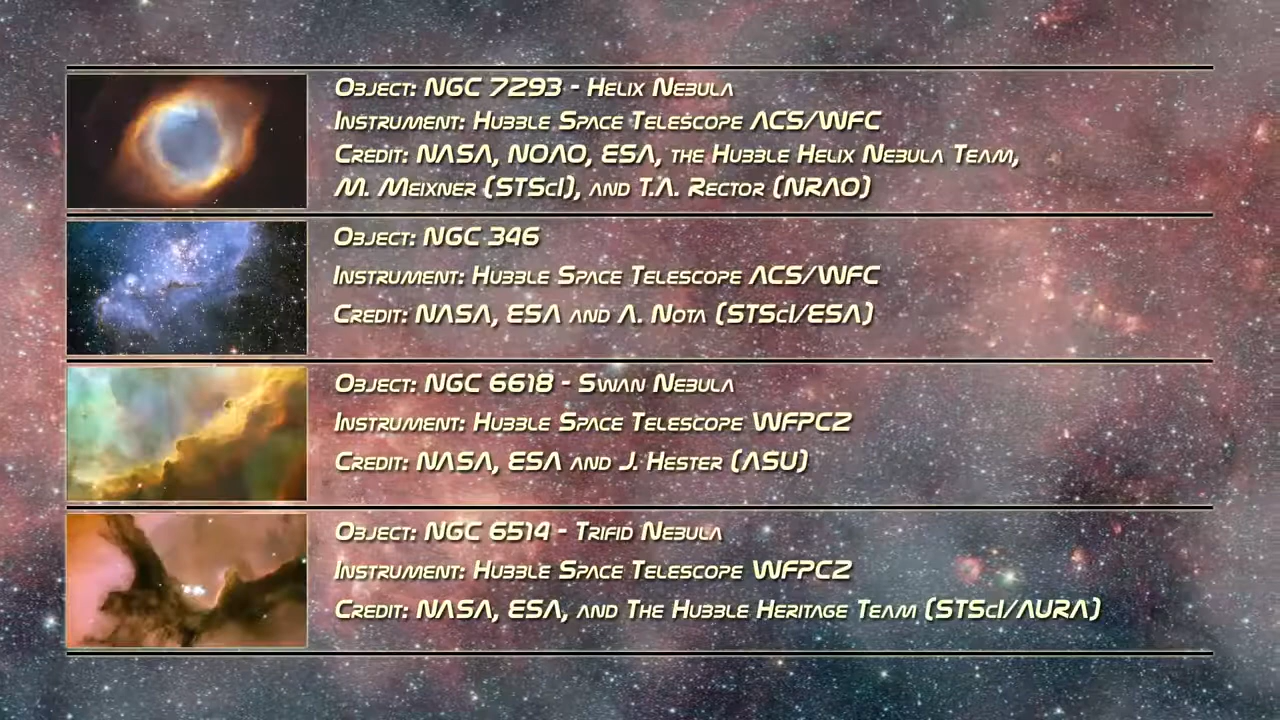 Object: NGC 7293 - Helix Nebula
Instrument: Hubble Space Telescope ACS/WFC
Credit: NASA, NOAO, ESA, the Hubble Helix Nebula Team,
M. Meixner (STScI), and T.A. Rector (NRAO)
Object: NGC 346
Instrument: Hubble Space Telescope ACS/WFC
Credit: NASA, ESA and A. Nota (STScI/ESA)
Object: NGC 6618 - Swan Nebula
Instrument: Hubble Space Telescope WFPC2
Credit: NASA, ESA and J. Hester (ASU)
Object: NGC 6514 - Trifid Nebula
Instrument: Hubble Space Telescope WFPC2
Credit: NASA, ESA, and The Hubble Heritage Team (STScI/AURA)